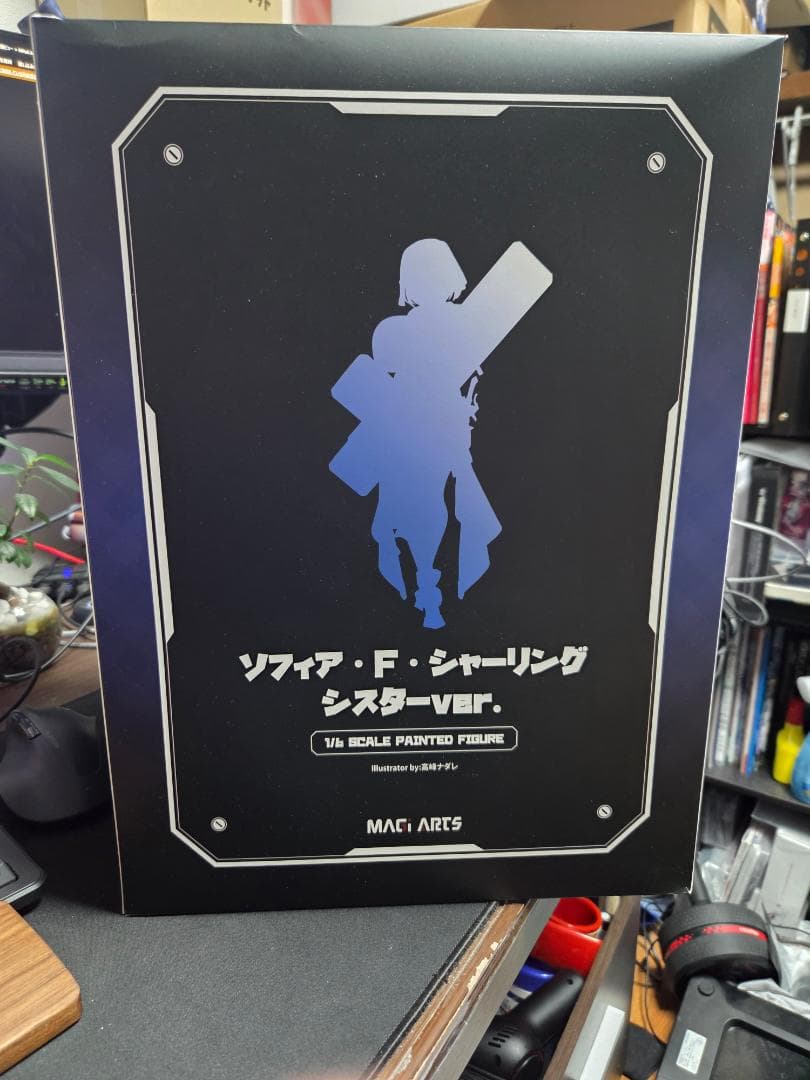 ソフィア・F・シャーリング
シスターver.
1/6 SCALE PAINTED FIGURE
Illustrator by:高峰ナダレ
MAGI ARTS